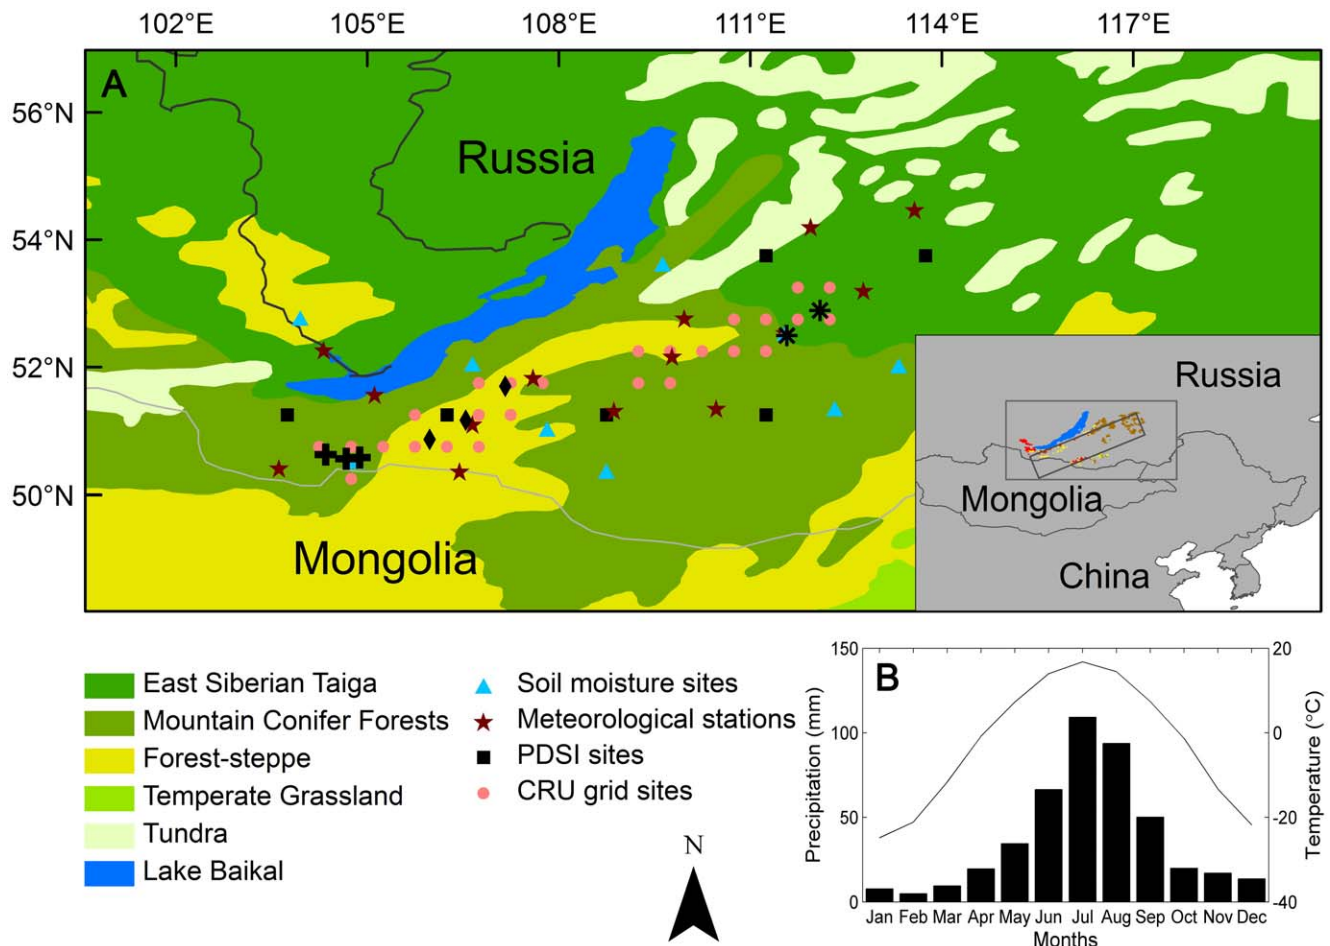 102°E 105°E 108°E 111°E 114°E 117°E
A
56°N
Russia
54°N
52°N
Russia
50°N
Mongolia
Mongolia
China
East Siberian Taiga
Mountain Conifer Forests
Forest-steppe
Temperate Grassland
Tundra
Lake Baikal
Soil moisture sites
Meteorological stations
PDSI sites
CRU grid sites
N
B
150
100
50
0
Precipitation (mm)
20
0
-20
-40
Temperature (°C)
Jan Feb Mar Apr May Jun Jul Aug Sep Oct Nov Dec
Months